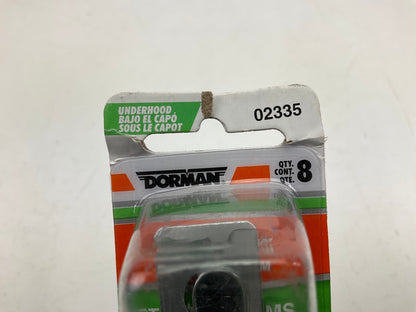 UNDERHOOD
BAJO EL CAPÓ
SOUS LE CAPOT
02335
DORMAN
QTY.
CONT.
QTE.
8